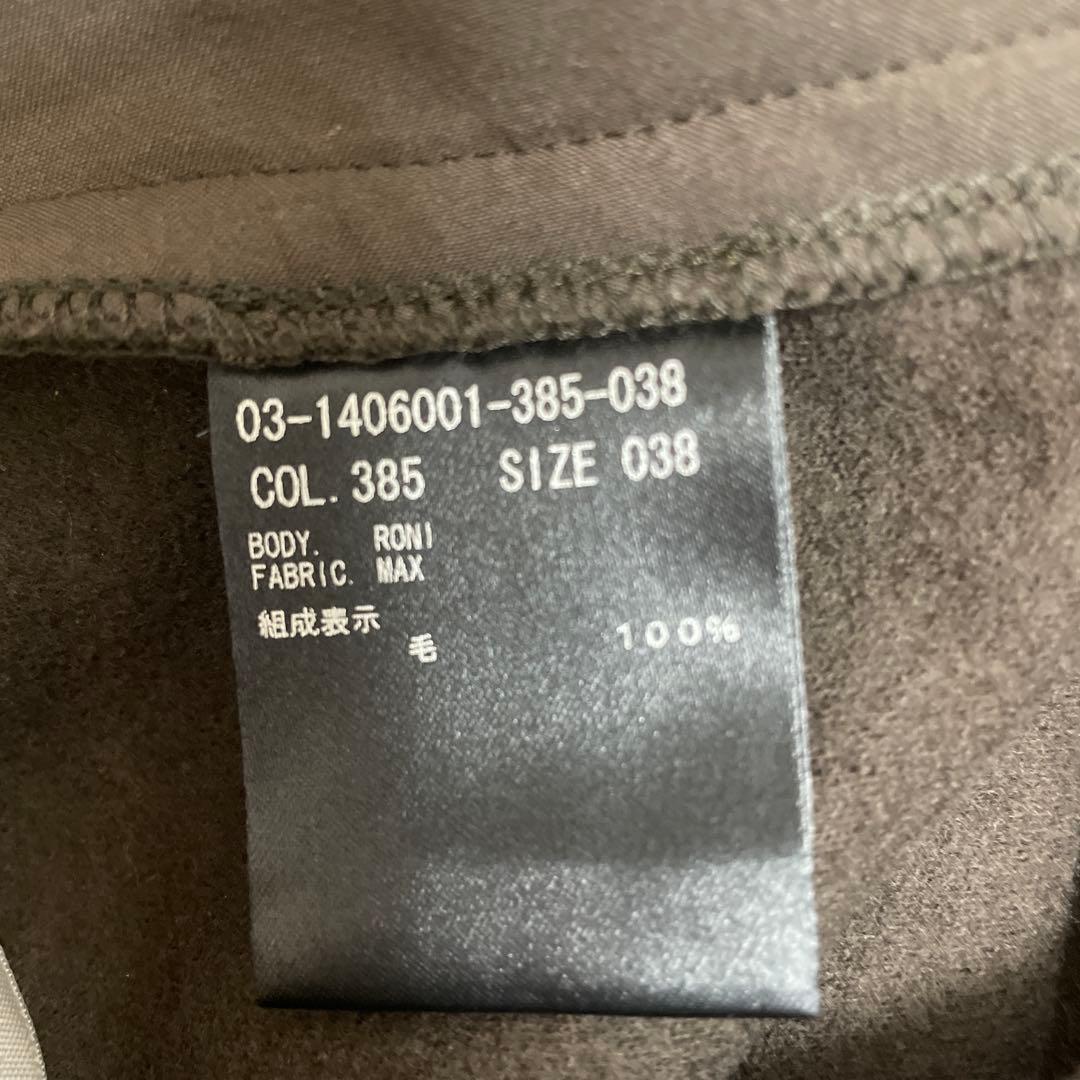 03-1406001-385-038
COL. 385 SIZE 038
BODY. RONI
FABRIC. MAX
組成表示
毛 100%